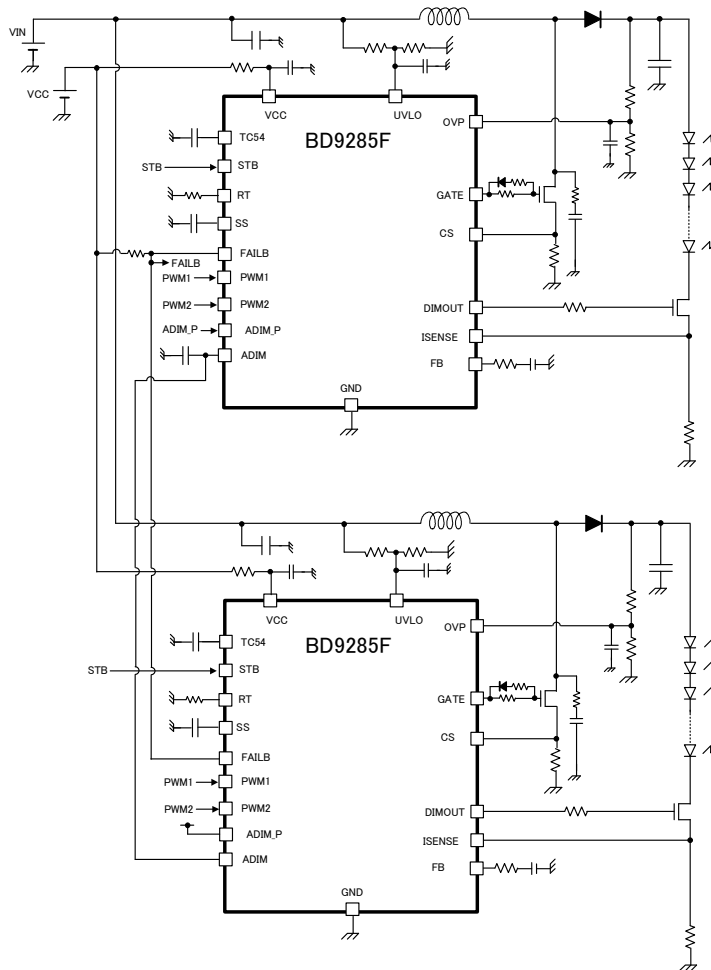 VIN
VCC
VCC
UVLO
OVP
BD9285F
TC54
STB
STB
RT
GATE
SS
CS
FAILB
FAILB
PWM1
PWM1
PWM2
PWM2
DIMOUT
ADIM_P
ADIM_P
ISENSE
ADIM
FB
GND
VCC
UVLO
OVP
BD9285F
TC54
STB
STB
RT
GATE
SS
CS
FAILB
PWM1
PWM1
PWM2
PWM2
DIMOUT
ADIM_P
ISENSE
ADIM
FB
GND